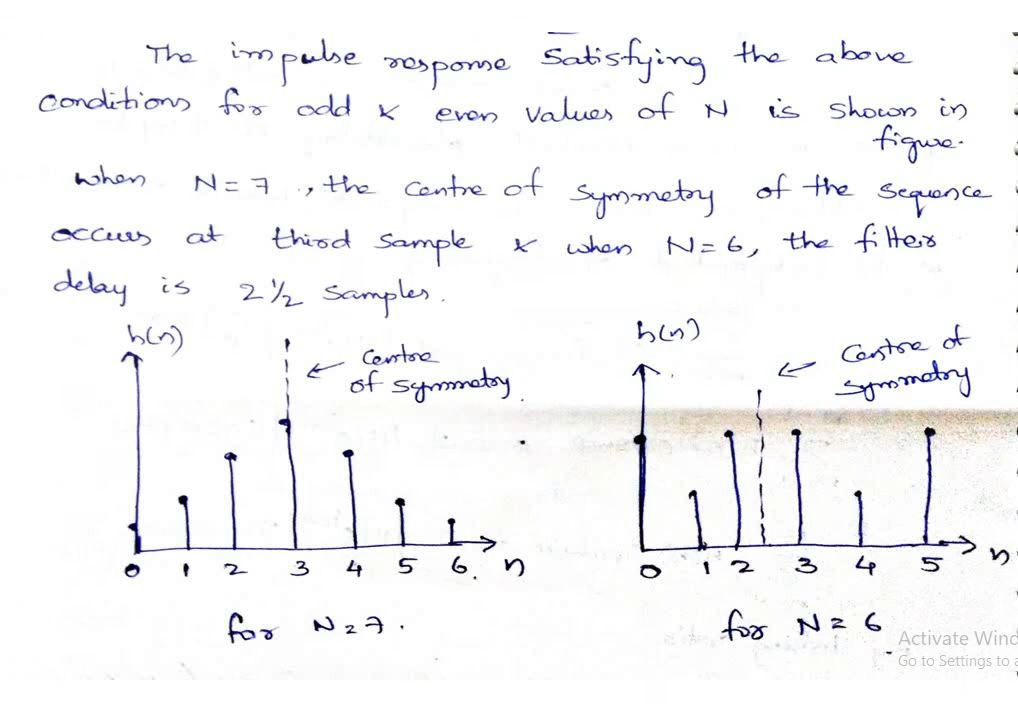 The impulse response satisfying the above
conditions for odd & even values of N is shown in
figure.
when N=7, the centre of symmetry of the sequence
occurs at third sample & when N=6, the filters
delay is 2 1/2 samples.
h(n)
← Centre
of symmetry.
0 1 2 3 4 5 6. n
for N=7.
h(n)
← Centre of
symmetry
0 1 2 3 4 5 n
for N=6
Activate Wind
Go to Settings to a